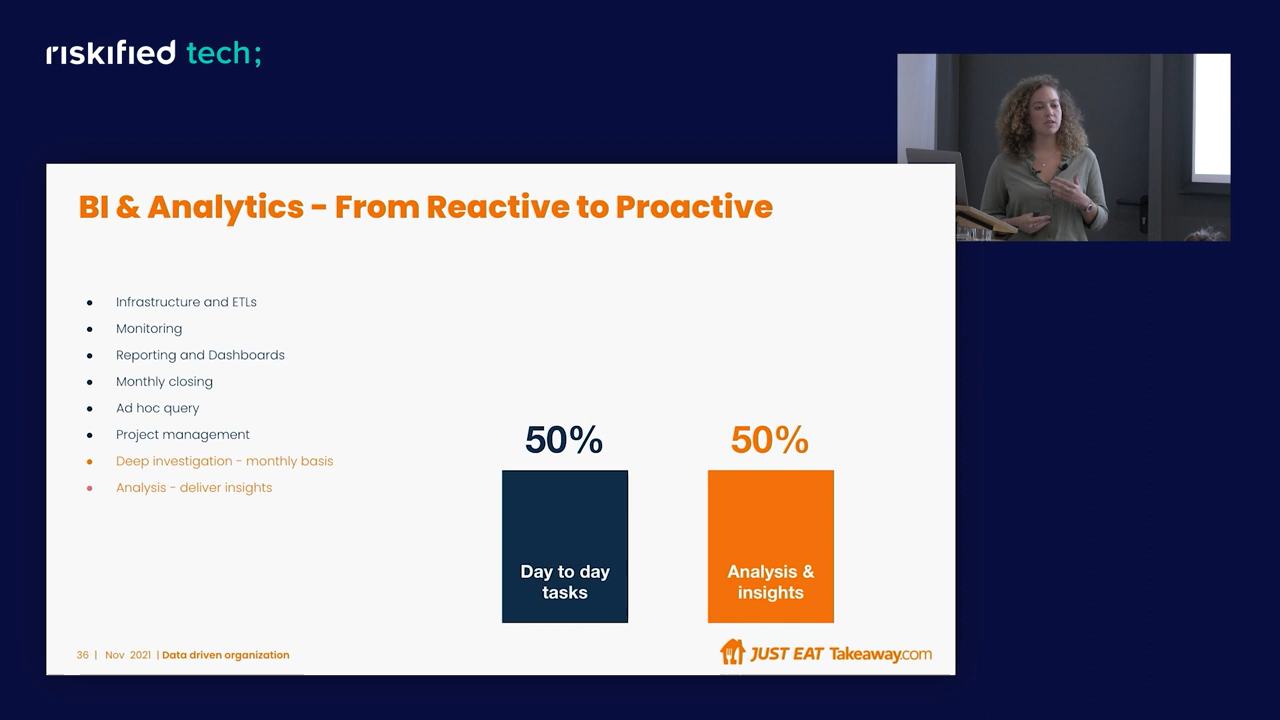 riskified tech;
BI & Analytics - From Reactive to Proactive
● Infrastructure and ETLs
● Monitoring
● Reporting and Dashboards
● Monthly closing
● Ad hoc query
● Project management
● Deep investigation - monthly basis
● Analysis - deliver insights
50%
Day to day
tasks
50%
Analysis &
insights
36 | Nov 2021 | Data driven organization
JUST EAT Takeaway.com